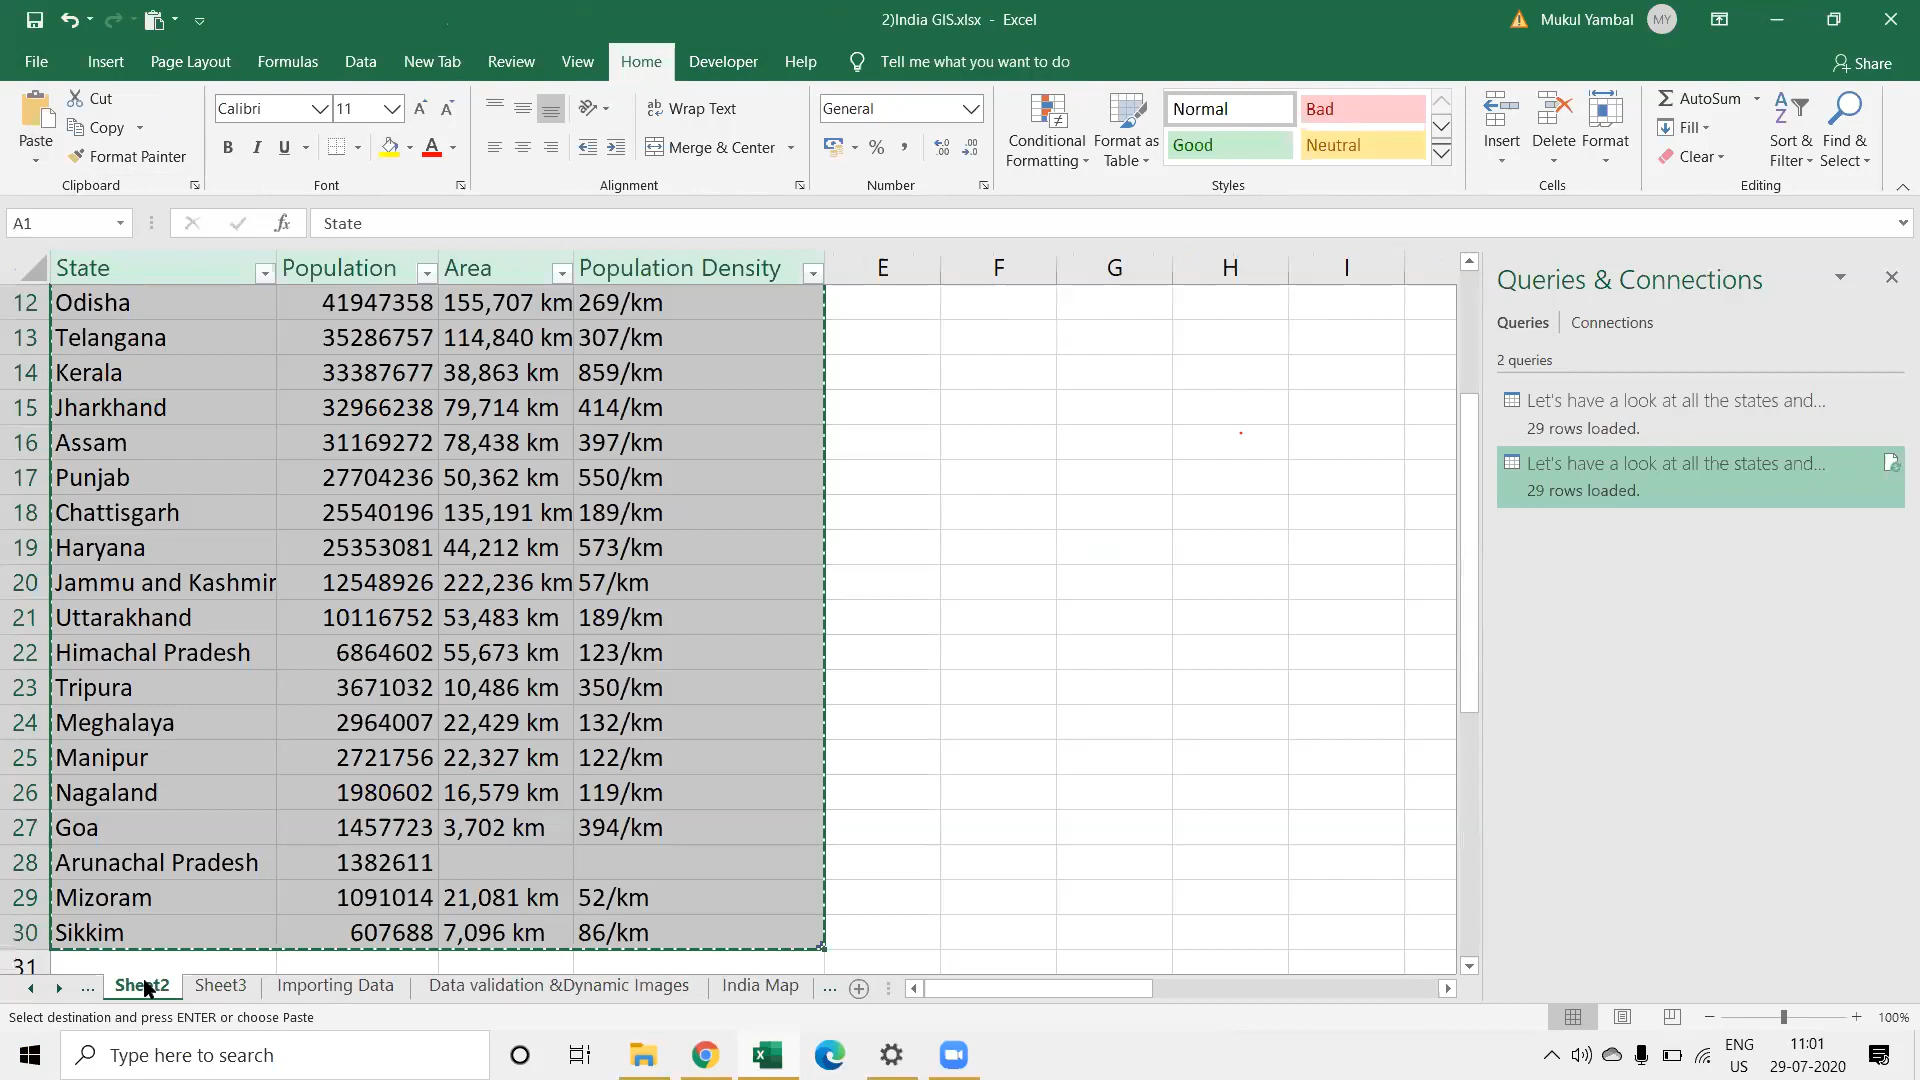 2)India GIS.xlsx - Excel
Mukul Yambal MY
File Insert Page Layout Formulas Data New Tab Review View Home Developer Help Tell me what you want to do Share
Paste
Cut
Copy
Format Painter
Clipboard
Calibri 11
B I U
Font
Wrap Text
Merge & Center
Alignment
General
Number
Conditional Formatting
Format as Table
Normal Bad
Good Neutral
Styles
Insert Delete Format
Cells
AutoSum
Fill
Clear
Sort & Filter
Find & Select
Editing
A1 fx State
State Population Area Population Density E F G H I
12 Odisha 41947358 155,707 km 269/km
13 Telangana 35286757 114,840 km 307/km
14 Kerala 33387677 38,863 km 859/km
15 Jharkhand 32966238 79,714 km 414/km
16 Assam 31169272 78,438 km 397/km
17 Punjab 27704236 50,362 km 550/km
18 Chattisgarh 25540196 135,191 km 189/km
19 Haryana 25353081 44,212 km 573/km
20 Jammu and Kashmir 12548926 222,236 km 57/km
21 Uttarakhand 10116752 53,483 km 189/km
22 Himachal Pradesh 6864602 55,673 km 123/km
23 Tripura 3671032 10,486 km 350/km
24 Meghalaya 2964007 22,429 km 132/km
25 Manipur 2721756 22,327 km 122/km
26 Nagaland 1980602 16,579 km 119/km
27 Goa 1457723 3,702 km 394/km
28 Arunachal Pradesh 1382611
29 Mizoram 1091014 21,081 km 52/km
30 Sikkim 607688 7,096 km 86/km
31
Queries & Connections
Queries Connections
2 queries
Let's have a look at all the states and...
29 rows loaded.
Let's have a look at all the states and...
29 rows loaded.
... Sheet2 Sheet3 Importing Data Data validation &Dynamic Images India Map ...
Select destination and press ENTER or choose Paste
100%
Type here to search
ENG
US
11:01
29-07-2020